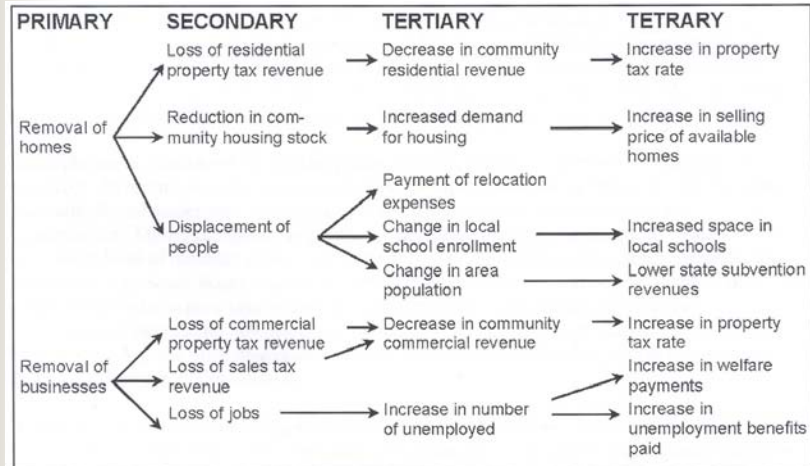 PRIMARY SECONDARY TERTIARY TETRARY
Loss of residential
property tax revenue
Decrease in community
residential revenue
Increase in property
tax rate
Removal of
homes
Reduction in com-
munity housing stock
Increased demand
for housing
Increase in selling
price of available
homes
Displacement of
people
Payment of relocation
expenses
Change in local
school enrollment
Increased space in
local schools
Change in area
population
Lower state subvention
revenues
Removal of
businesses
Loss of commercial
property tax revenue
Decrease in community
commercial revenue
Increase in property
tax rate
Loss of sales tax
revenue
Loss of jobs
Increase in number
of unemployed
Increase in welfare
payments
Increase in
unemployment benefits
paid